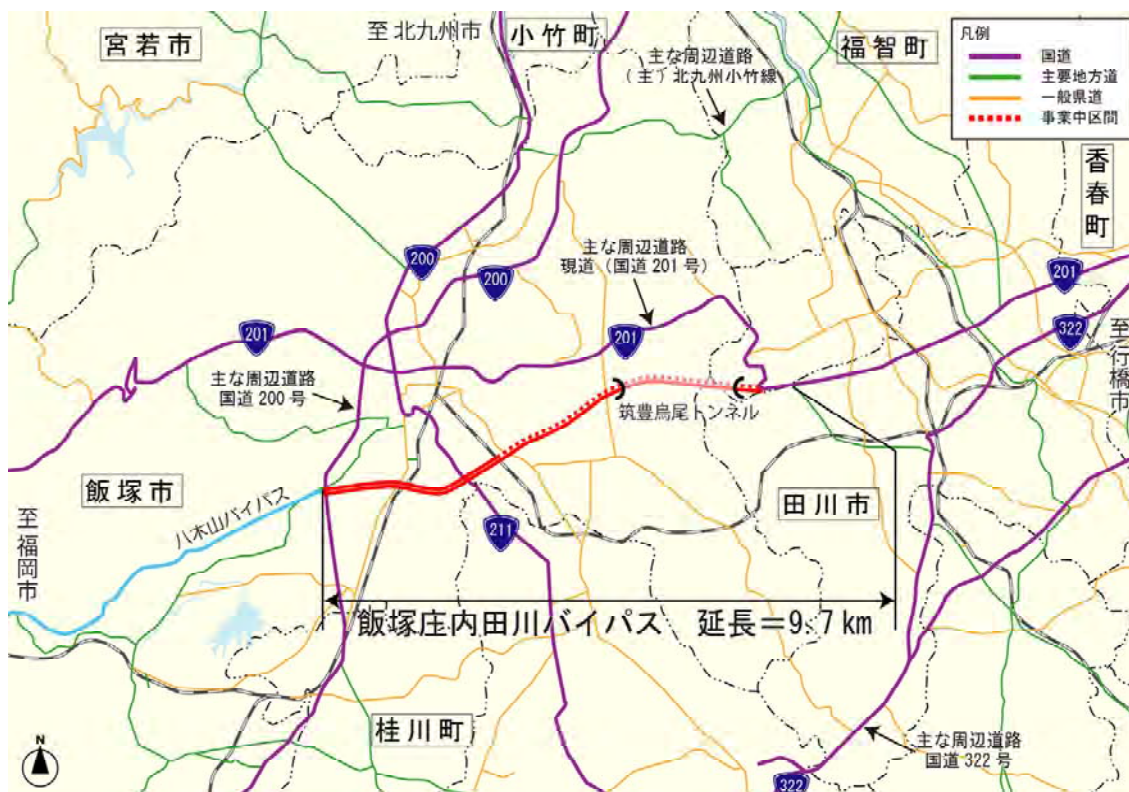 宮若市
至 北九州市
小竹町
主な周辺道路
（主）北九州小竹線
福智町
凡例
国道
主要地方道
一般県道
事業中区間
香春町
200
200
主な周辺道路
現道（国道201号）
201
201
201
322
至行橋市
主な周辺道路
国道200号
筑豊烏尾トンネル
飯塚市
八木山バイパス
至福岡市
211
田川市
飯塚庄内田川バイパス 延長＝9.7km
桂川町
主な周辺道路
国道322号
322
N